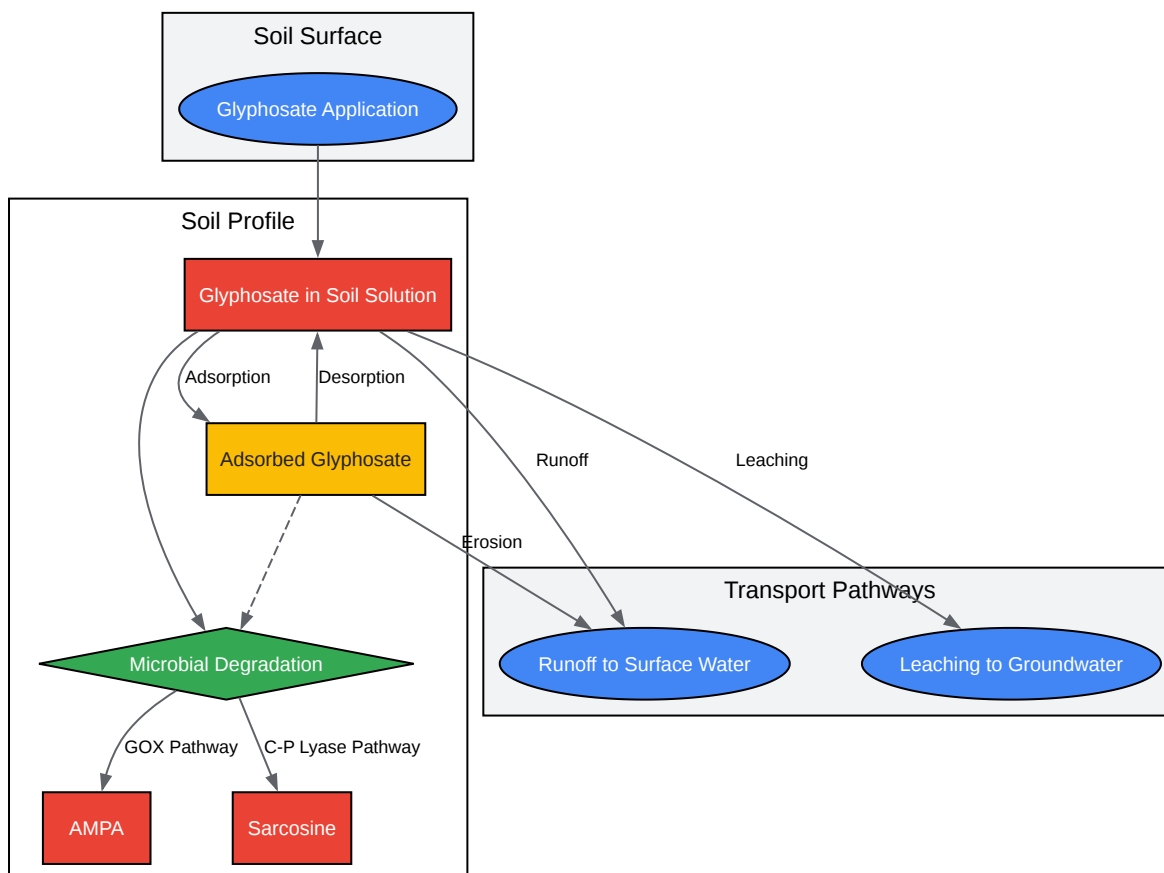 Soil Surface
Glyphosate Application
Soil Profile
Glyphosate in Soil Solution
Adsorption
Desorption
Adsorbed Glyphosate
Runoff
Leaching
Erosion
Transport Pathways
Microbial Degradation
Runoff to Surface Water
Leaching to Groundwater
GOX Pathway
C-P Lyase Pathway
AMPA
Sarcosine